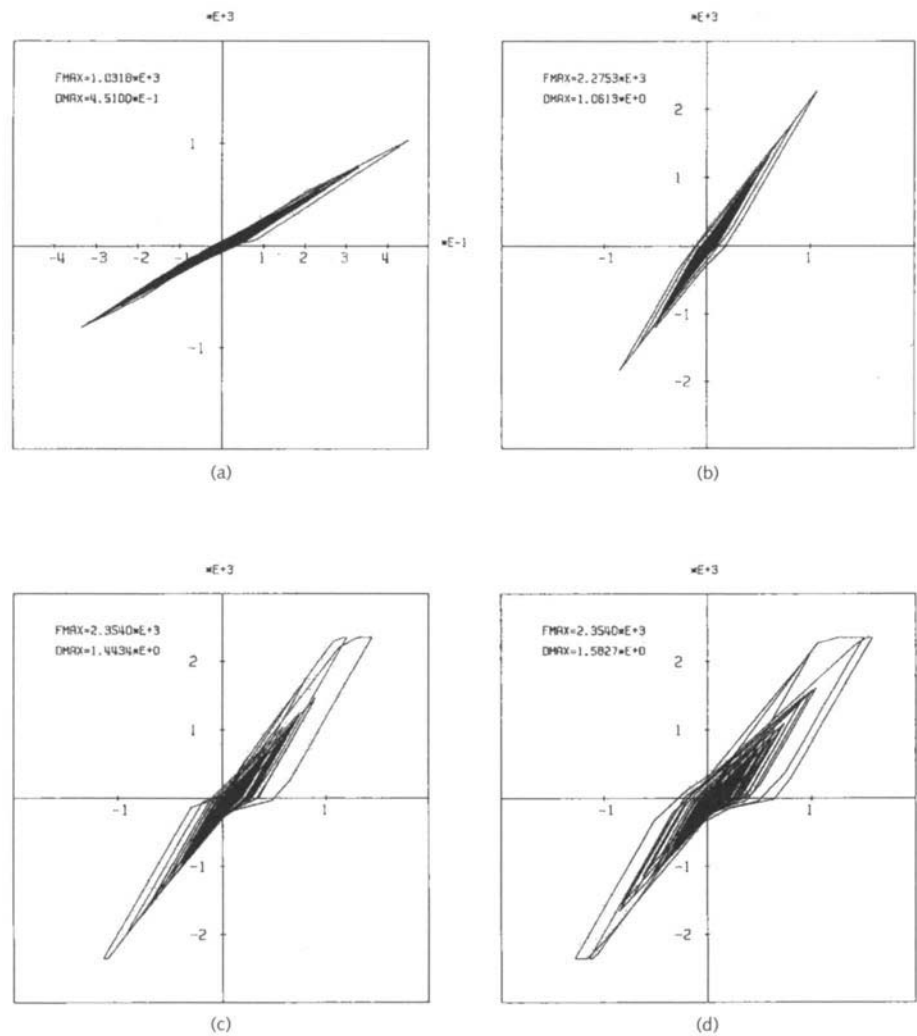 *E+3
FMAX=1.0318*E+3
DMAX=4.5100*E-1
1
-4 -3 -2 -1 0 1 2 3 4
*E-1
-1
(a)
*E+3
FMAX=2.2753*E+3
DMAX=1.0613*E+0
2
1
-1 1
-1
-2
(b)
*E+3
FMAX=2.3540*E+3
DMAX=1.4434*E+0
2
1
-1 1
-1
-2
(c)
*E+3
FMAX=2.3540*E+3
DMAX=1.5827*E+0
2
1
-1 1
-1
-2
(d)